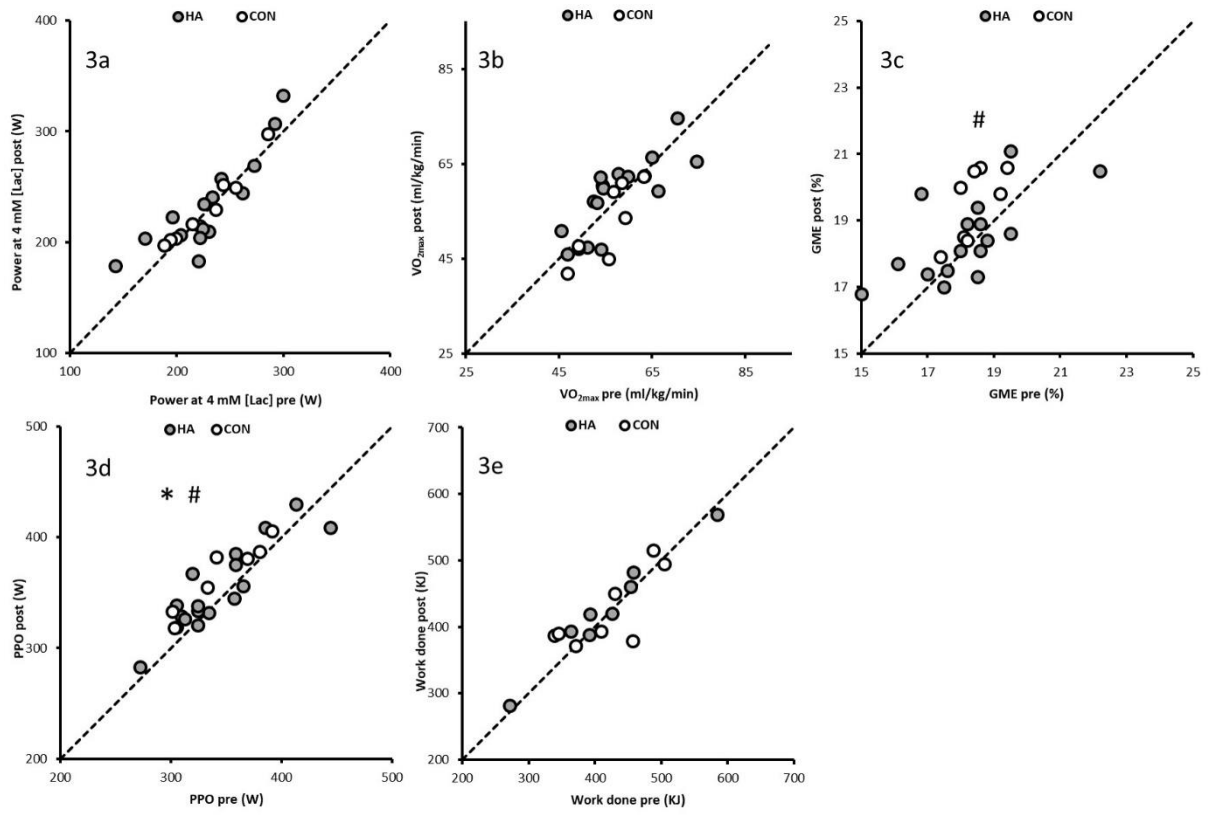 HA CON
3a
400
300
200
100
100 200 300 400
Power at 4 mM [Lac] post (W)
Power at 4 mM [Lac] pre (W)
HA CON
3b
85
65
45
25
25 45 65 85
VO2max post (ml/kg/min)
VO2max pre (ml/kg/min)
HA CON
3c
#
25
23
21
19
17
15
15 17 19 21 23 25
GME post (%)
GME pre (%)
HA CON
3d
* #
500
400
300
200
200 300 400 500
PPO post (W)
PPO pre (W)
HA CON
3e
700
600
500
400
300
200
200 300 400 500 600 700
Work done post (KJ)
Work done pre (KJ)